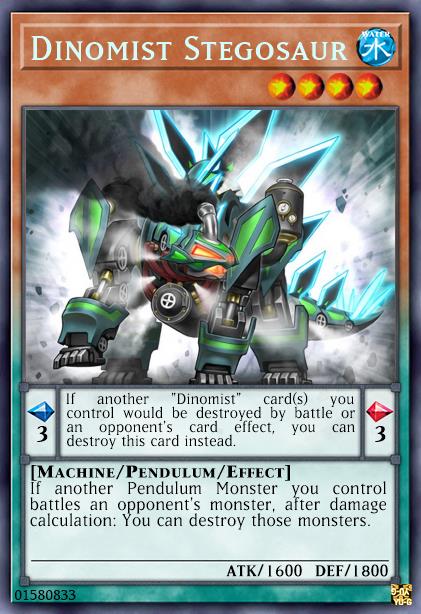 DINOMIST STEGOSAUR
WATER
水
If another "Dinomist" card(s) you
control would be destroyed by battle or
an opponent's card effect, you can
destroy this card instead.
3
3
[MACHINE/PENDULUM/EFFECT]
If another Pendulum Monster you control
battles an opponent's monster, after damage
calculation: You can destroy those monsters.
ATK/1600 DEF/1800
01580833